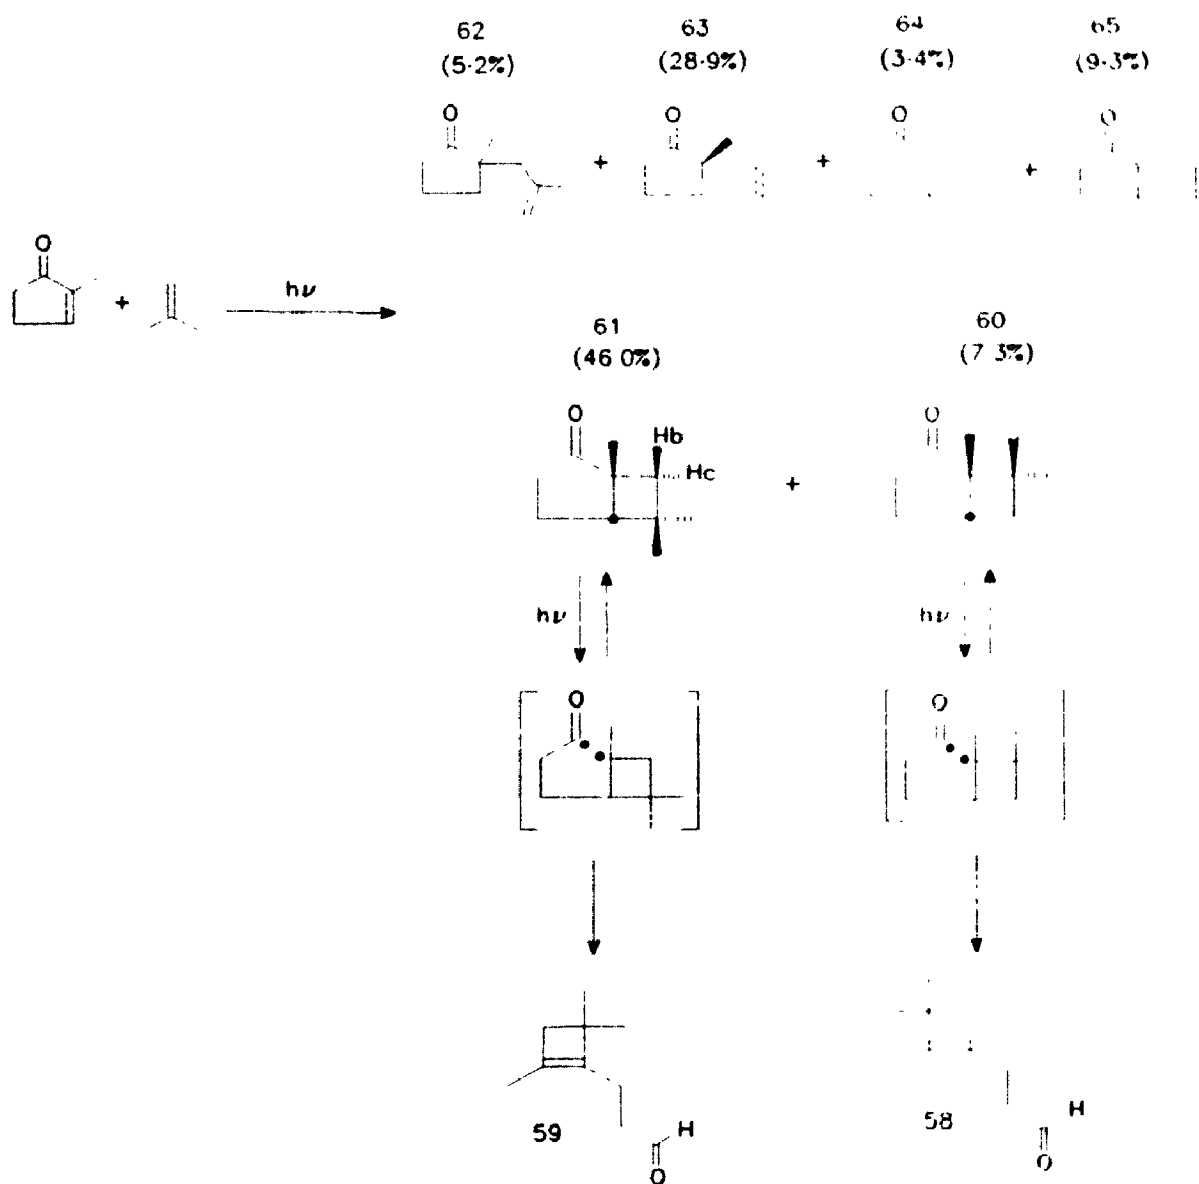 62 63 64 65
(5·2%) (28·9%) (3·4%) (9·3%)
O O O O
+ + +
O
+ hν
61 60
(46 0%) (7 3%)
O Hb O
Hc
+
hν hν
O O
59 H 58 H
O O